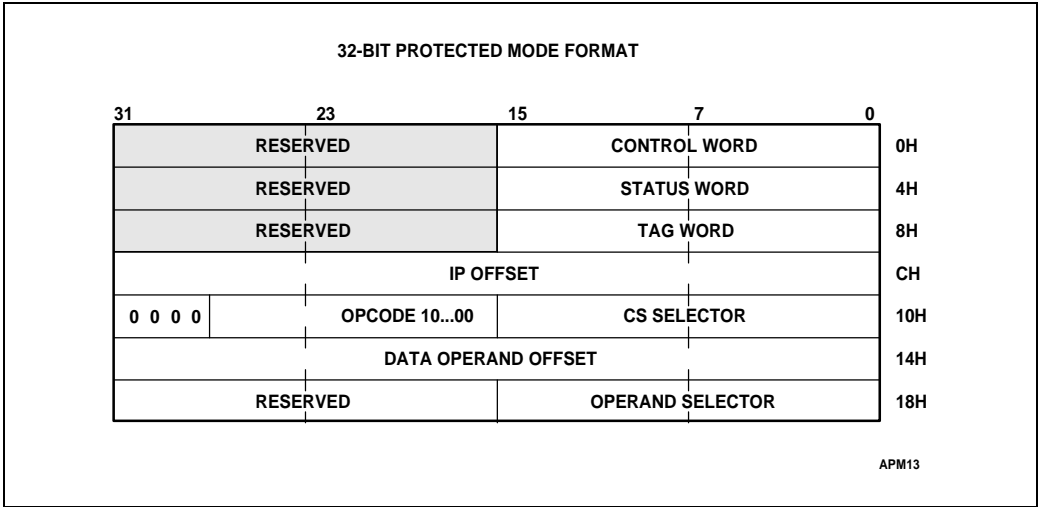 32-BIT PROTECTED MODE FORMAT
31 23 15 7 0
RESERVED CONTROL WORD 0H
RESERVED STATUS WORD 4H
RESERVED TAG WORD 8H
IP OFFSET CH
0 0 0 0 OPCODE 10...00 CS SELECTOR 10H
DATA OPERAND OFFSET 14H
RESERVED OPERAND SELECTOR 18H
APM13